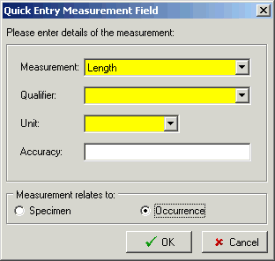 Quick Entry Measurement Field
Please enter details of the measurement:
Measurement: Length
Qualifier:
Unit:
Accuracy:
Measurement relates to:
Specimen Occurrence
OK Cancel